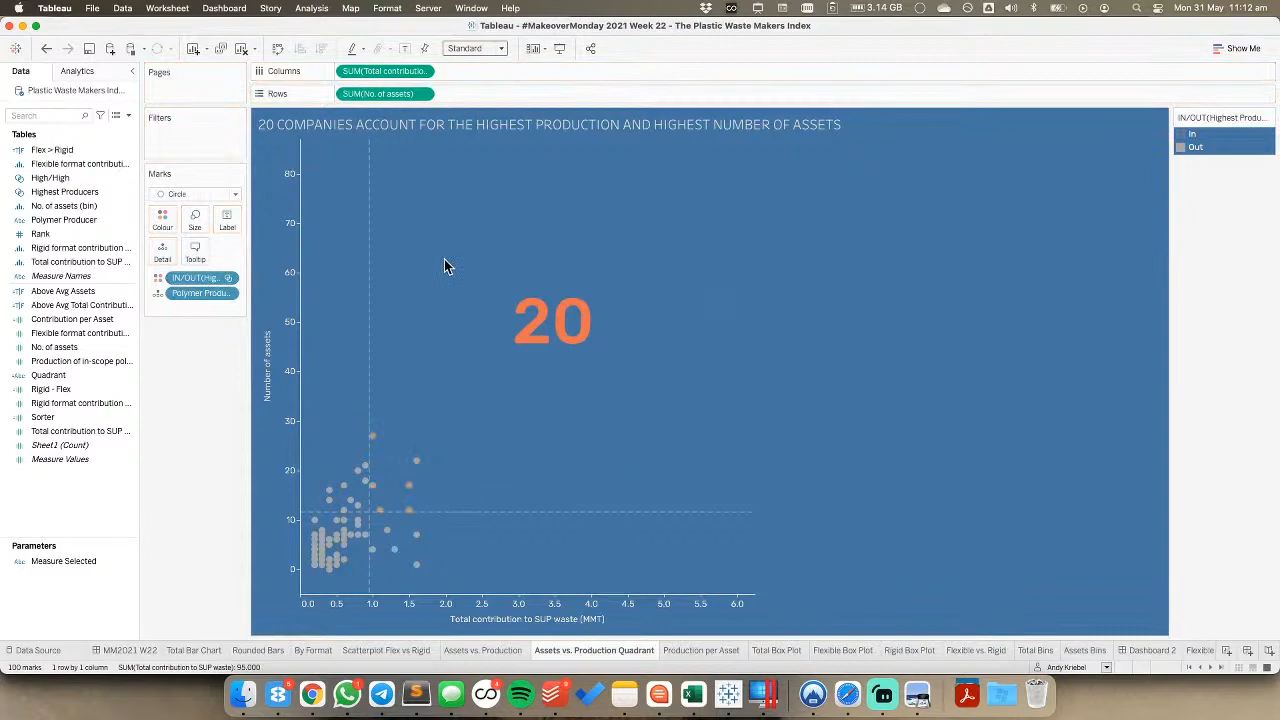 Tableau File Data Worksheet Dashboard Story Analysis Map Format Server Window Help 3.14 GB Mon 31 May 11:12 am
Tableau - #MakeoverMonday 2021 Week 22 - The Plastic Waste Makers Index
Standard Show Me
Data Analytics Pages Columns SUM(Total contributio..
Plastic Waste Makers Ind... Rows SUM(No. of assets)
Search
Filters
Tables
Flex > Rigid
Flexible format contributi...
High/High
Highest Producers
No. of assets (bin)
Polymer Producer
Rank
Rigid format contribution ...
Total contribution to SUP ...
Measure Names
Above Avg Assets
Above Avg Total Contributi...
Contribution per Asset
Flexible format contributi...
No. of assets
Production of in-scope pol...
Quadrant
Rigid - Flex
Rigid format contribution ...
Sorter
Total contribution to SUP ...
Sheet1 (Count)
Measure Values
Parameters
Measure Selected
Marks
Circle
Colour Size Label
Detail Tooltip
IN/OUT(Hig..
Polymer Produ..
20 COMPANIES ACCOUNT FOR THE HIGHEST PRODUCTION AND HIGHEST NUMBER OF ASSETS
20
Number of assets
80
70
60
50
40
30
20
10
0
0.0 0.5 1.0 1.5 2.0 2.5 3.0 3.5 4.0 4.5 5.0 5.5 6.0
Total contribution to SUP waste (MMT)
IN/OUT(Highest Produ...
In
Out
Data Source MM2021 W22 Total Bar Chart Rounded Bars By Format Scatterplot Flex vs Rigid Assets vs. Production Assets vs. Production Quadrant Production per Asset Total Box Plot Flexible Box Plot Rigid Box Plot Flexible vs. Rigid Total Bins Assets Bins Dashboard 2 Flexible
100 marks 1 row by 1 column SUM(Total contribution to SUP waste): 95.000 Andy Kriebel